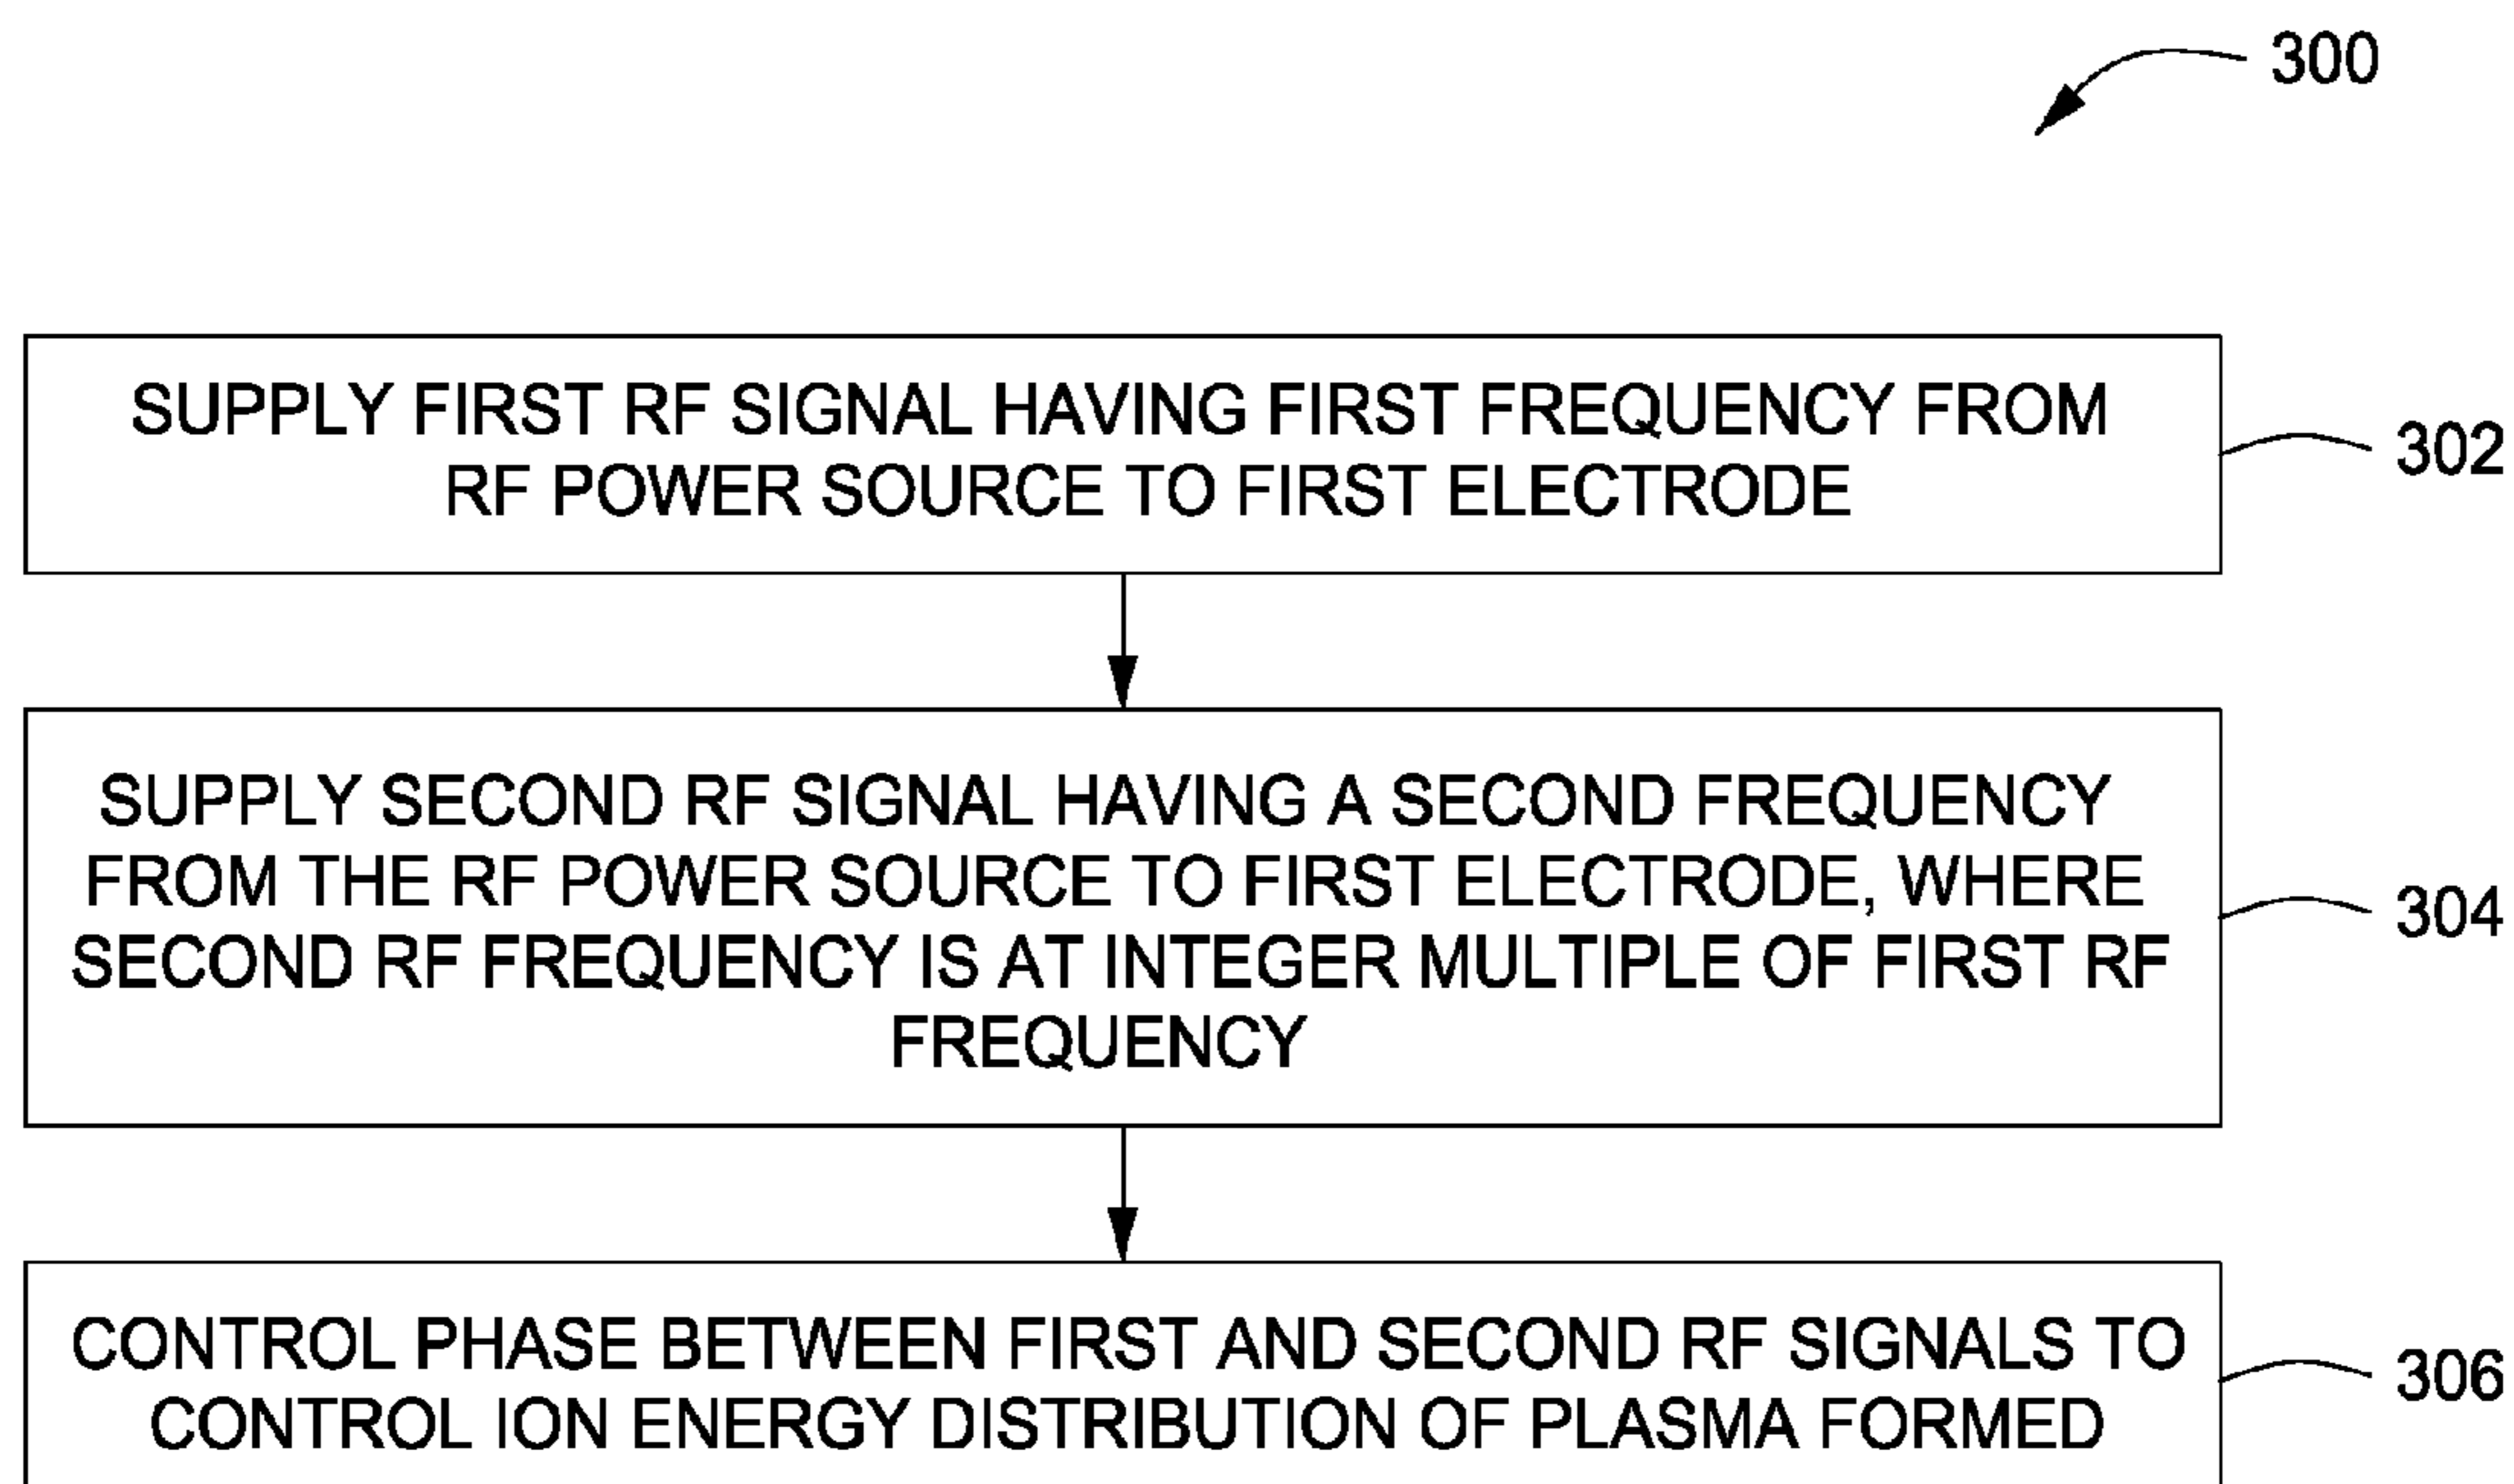 300
SUPPLY FIRST RF SIGNAL HAVING FIRST FREQUENCY FROM
RF POWER SOURCE TO FIRST ELECTRODE
302
SUPPLY SECOND RF SIGNAL HAVING A SECOND FREQUENCY
FROM THE RF POWER SOURCE TO FIRST ELECTRODE, WHERE
SECOND RF FREQUENCY IS AT INTEGER MULTIPLE OF FIRST RF
FREQUENCY
304
CONTROL PHASE BETWEEN FIRST AND SECOND RF SIGNALS TO
CONTROL ION ENERGY DISTRIBUTION OF PLASMA FORMED
306